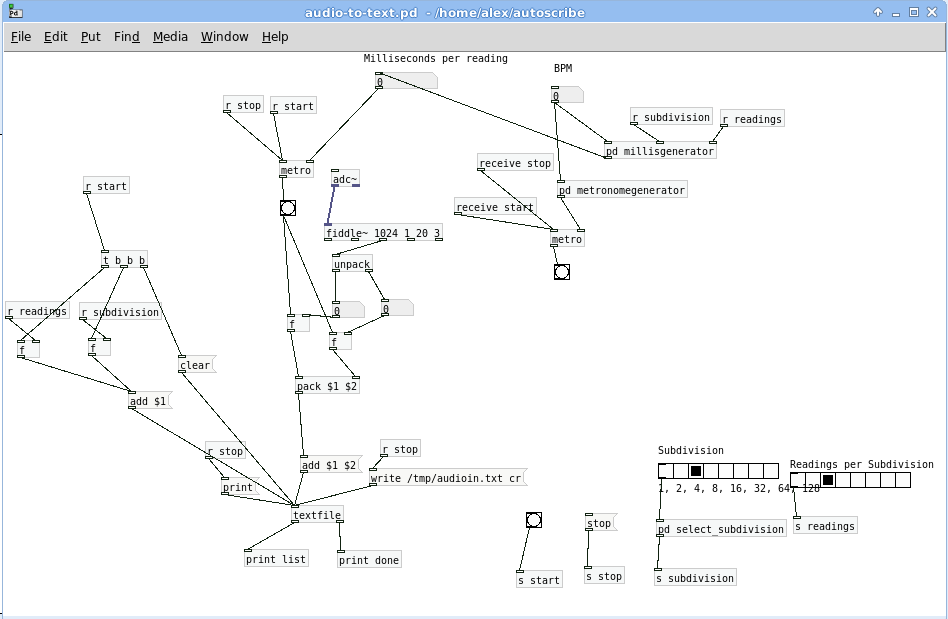 audio-to-text.pd - /home/alex/autoscribe
File Edit Put Find Media Window Help
Milliseconds per reading
BPM
0
0
r stop
r start
r subdivision
r readings
pd millisgenerator
receive stop
metro
adc~
r start
pd metronomegenerator
receive start
fiddle~ 1024 1 20 3
metro
t b b b
unpack
r readings
r subdivision
0
0
f
f
f
f
clear
pack $1 $2
add $1
r stop
r stop
Subdivision
add $1 $2
Readings per Subdivision
write /tmp/audioin.txt cr
print
1, 2, 4, 8, 16, 32, 64, 128
textfile
stop
pd select_subdivision
s readings
print list
print done
s start
s stop
s subdivision